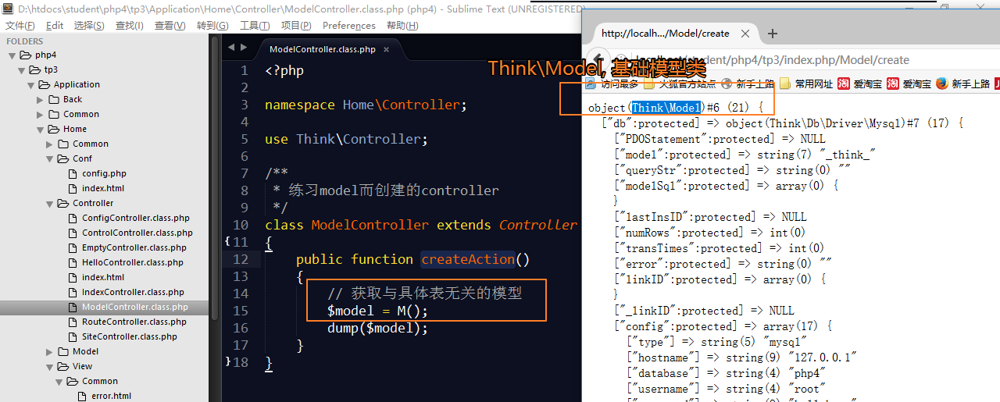 D:\htdocs\student\php4\tp3\Application\Home\Controller\ModelController.class.php (php4) - Sublime Text (UNREGISTERED)
文件(F) Edit 选择(S) 查找(I) 查看(V) 转到(G) 工具(T) 项目(P) Preferences 帮助(H)
FOLDERS
php4
tp3
Application
Back
Common
Home
Common
Conf
config.php
index.html
Controller
ConfigController.class.php
ControlController.class.php
EmptyController.class.php
HelloController.class.php
index.html
IndexController.class.php
ModelController.class.php
RouteController.class.php
SiteController.class.php
Model
View
Common
error.html
ModelController.class.php ×
1 <?php
2
3 namespace Home\Controller;
4
5 use Think\Controller;
6
7 /**
8 * 练习model而创建的controller
9 */
10 class ModelController extends Controller
{11 {
12 public function createAction()
13 {
14 // 获取与具体表无关的模型
15 $model = M();
16 dump($model);
17 }
}18 }
http://localh.../Model/create
/student/php4/tp3/index.php/Model/create
Think\Model, 基础模型类
访问最多 火狐官方站点 新手上路 常用网址 淘 爱淘宝 淘 爱淘宝 新手上路
object(Think\Model)#6 (21) {
["db":protected] => object(Think\Db\Driver\Mysql)#7 (17) {
["PDOStatement":protected] => NULL
["model":protected] => string(7) "_think_"
["queryStr":protected] => string(0) ""
["modelSql":protected] => array(0) {
}
["lastInsID":protected] => NULL
["numRows":protected] => int(0)
["transTimes":protected] => int(0)
["error":protected] => string(0) ""
["linkID":protected] => array(0) {
}
["_linkID":protected] => NULL
["config":protected] => array(17) {
["type"] => string(5) "mysql"
["hostname"] => string(9) "127.0.0.1"
["database"] => string(4) "php4"
["username"] => string(4) "root"